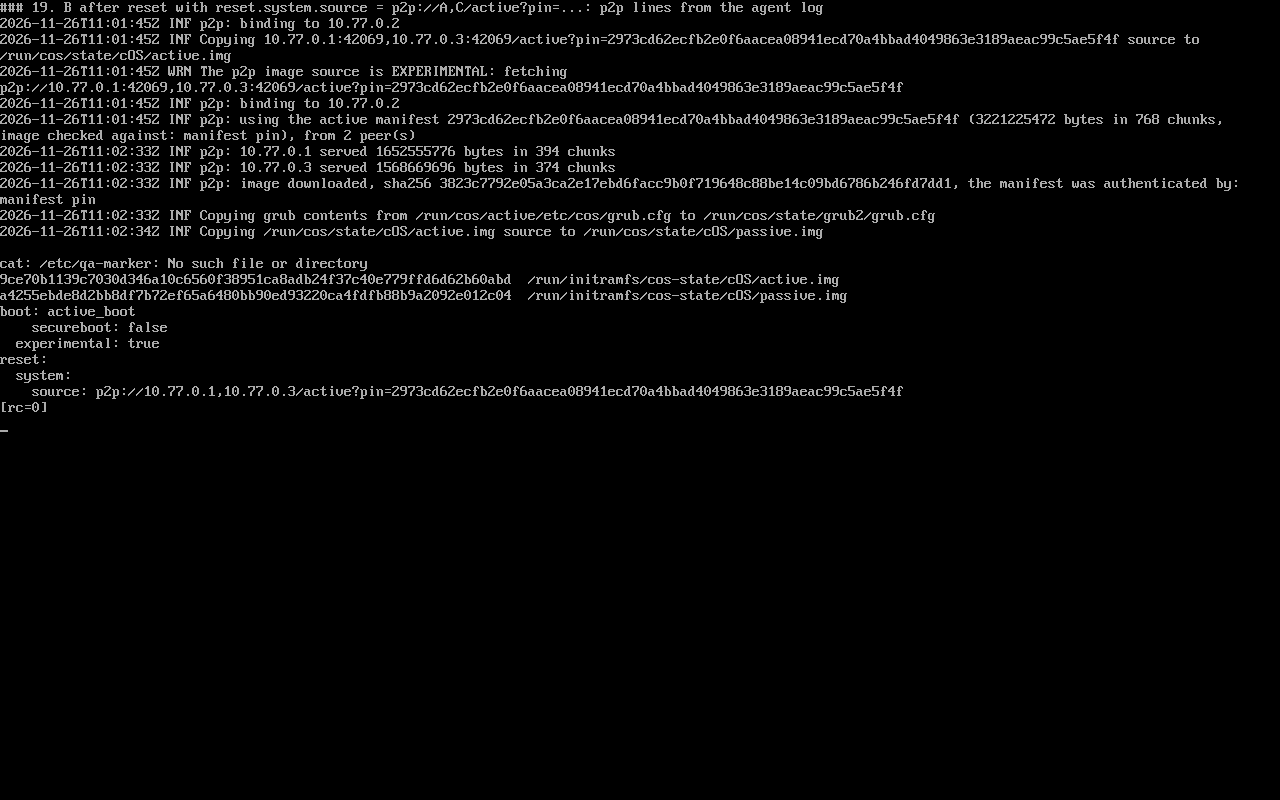 ### 19. B after reset with reset.system.source = p2p://A,C/active?pin=...: p2p lines from the agent log
2026-11-26T11:01:45Z INF p2p: binding to 10.77.0.2
2026-11-26T11:01:45Z INF Copying 10.77.0.1:42069,10.77.0.3:42069/active?pin=2973cd62ecfb2e0f6aacea08941ecd70a4bbad4049863e3189aeac99c5ae5f4f source to
/run/cos/state/cOS/active.img
2026-11-26T11:01:45Z WRN The p2p image source is EXPERIMENTAL: fetching
p2p://10.77.0.1:42069,10.77.0.3:42069/active?pin=2973cd62ecfb2e0f6aacea08941ecd70a4bbad4049863e3189aeac99c5ae5f4f
2026-11-26T11:01:45Z INF p2p: binding to 10.77.0.2
2026-11-26T11:01:45Z INF p2p: using the active manifest 2973cd62ecfb2e0f6aacea08941ecd70a4bbad4049863e3189aeac99c5ae5f4f (3221225472 bytes in 768 chunks,
image checked against: manifest pin), from 2 peer(s)
2026-11-26T11:02:33Z INF p2p: 10.77.0.1 served 1652555776 bytes in 394 chunks
2026-11-26T11:02:33Z INF p2p: 10.77.0.3 served 1568669696 bytes in 374 chunks
2026-11-26T11:02:33Z INF p2p: image downloaded, sha256 3823c7792e05a3ca2e17ebd6facc9b0f719648c88be14c09bd6786b246fd7dd1, the manifest was authenticated by:
manifest pin
2026-11-26T11:02:33Z INF Copying grub contents from /run/cos/active/etc/cos/grub.cfg to /run/cos/state/grub2/grub.cfg
2026-11-26T11:02:34Z INF Copying /run/cos/state/cOS/active.img source to /run/cos/state/cOS/passive.img

cat: /etc/qa-marker: No such file or directory
9ce70b1139c7030d346a10c6560f38951ca8adb24f37c40e779ffd6d62b60abd  /run/initramfs/cos-state/cOS/active.img
a4255ebde8d2bb8df7b72ef65a6480bb90ed93220ca4fdfb88b9a2092e012c04  /run/initramfs/cos-state/cOS/passive.img
boot: active_boot
    secureboot: false
  experimental: true
reset:
  system:
    source: p2p://10.77.0.1,10.77.0.3/active?pin=2973cd62ecfb2e0f6aacea08941ecd70a4bbad4049863e3189aeac99c5ae5f4f
[rc=0]
_